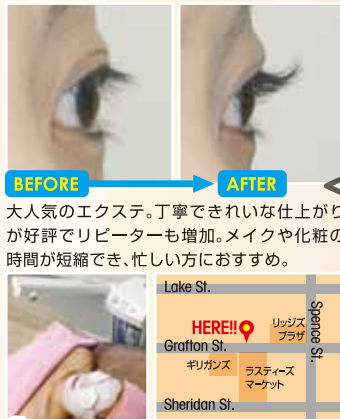 BEFORE
AFTER
大人気のエクステ。丁寧できれいな仕上がり
が好評でリピーターも増加。メイクや化粧の
時間が短縮でき、忙しい方におすすめ。
Lake St.
HERE!!
リッジズ
プラザ
Spence St.
Grafton St.
ギリガンズ
ラスティーズ
マーケット
Sheridan St.